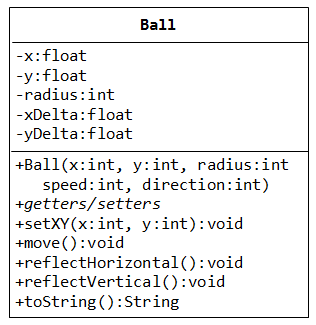 Ball
-x:float
-y:float
-radius:int
-xDelta:float
-yDelta:float
+Ball(x:int, y:int, radius:int
speed:int, direction:int)
+getters/setters
+setXY(x:int, y:int):void
+move():void
+reflectHorizontal():void
+reflectVertical():void
+toString():String